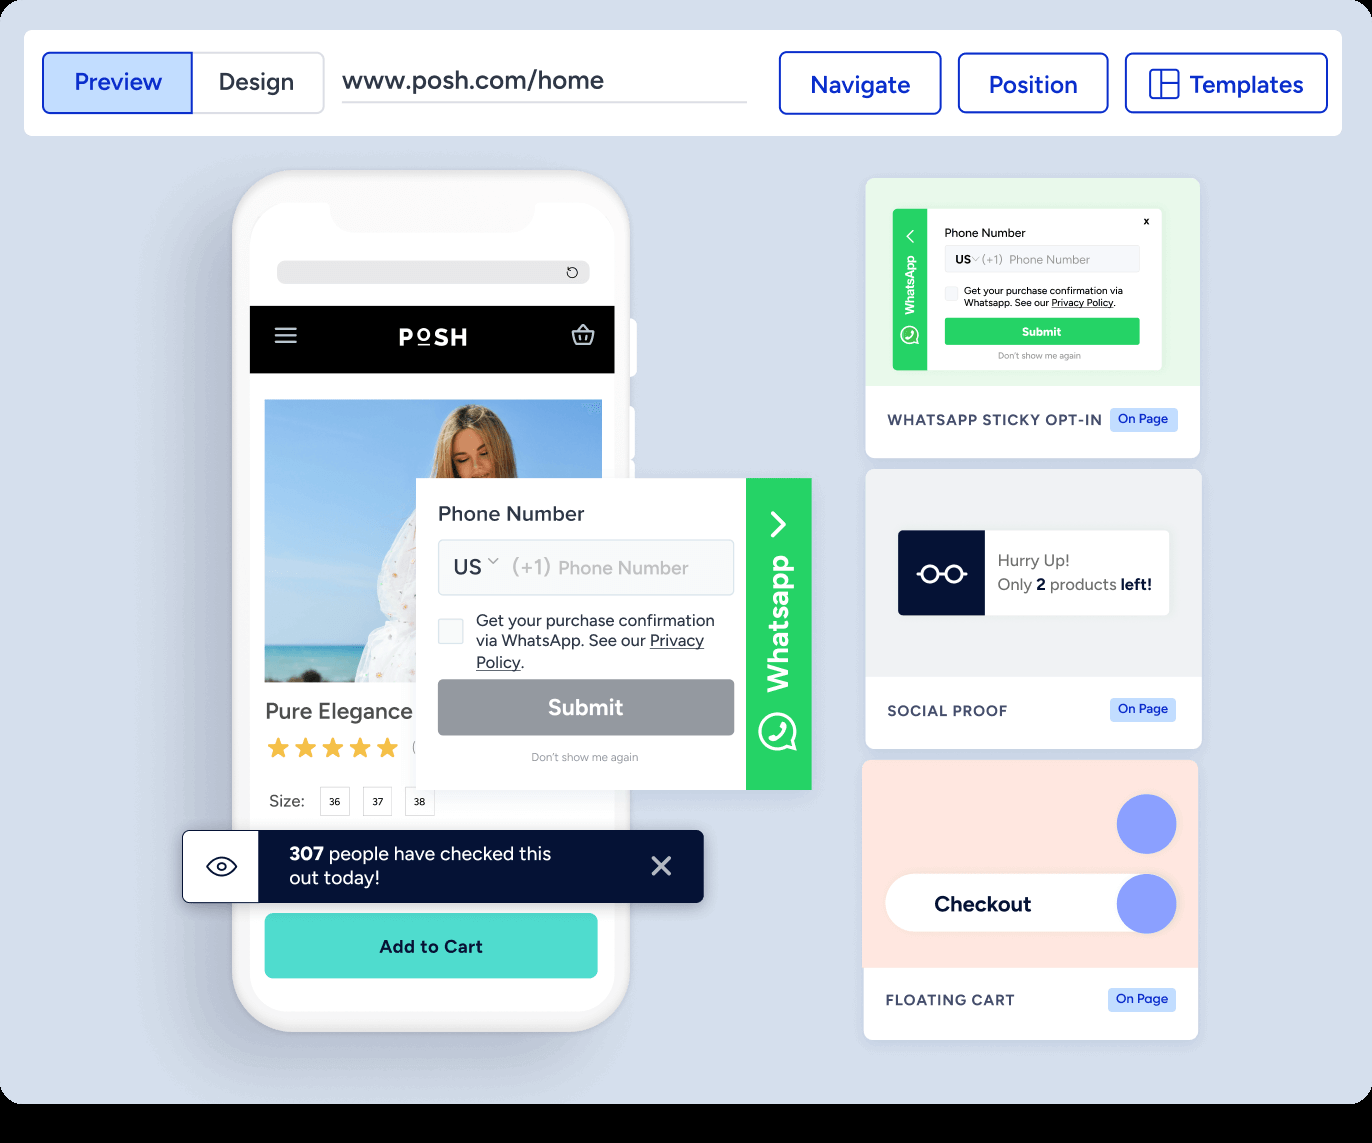 Preview
Design
www.posh.com/home
Navigate
Position
Templates
POSH
Phone Number
US (+1) Phone Number
Get your purchase confirmation
via WhatsApp. See our Privacy
Policy.
Submit
Don't show me again
Whatsapp
Pure Elegance
Size: 36 37 38
307 people have checked this
out today!
Add to Cart
x
Phone Number
US (+1) Phone Number
Get your purchase confirmation via
Whatsapp. See our Privacy Policy.
Submit
Don't show me again
WhatsApp
WHATSAPP STICKY OPT-IN
On Page
Hurry Up!
Only 2 products left!
SOCIAL PROOF
On Page
Checkout
FLOATING CART
On Page